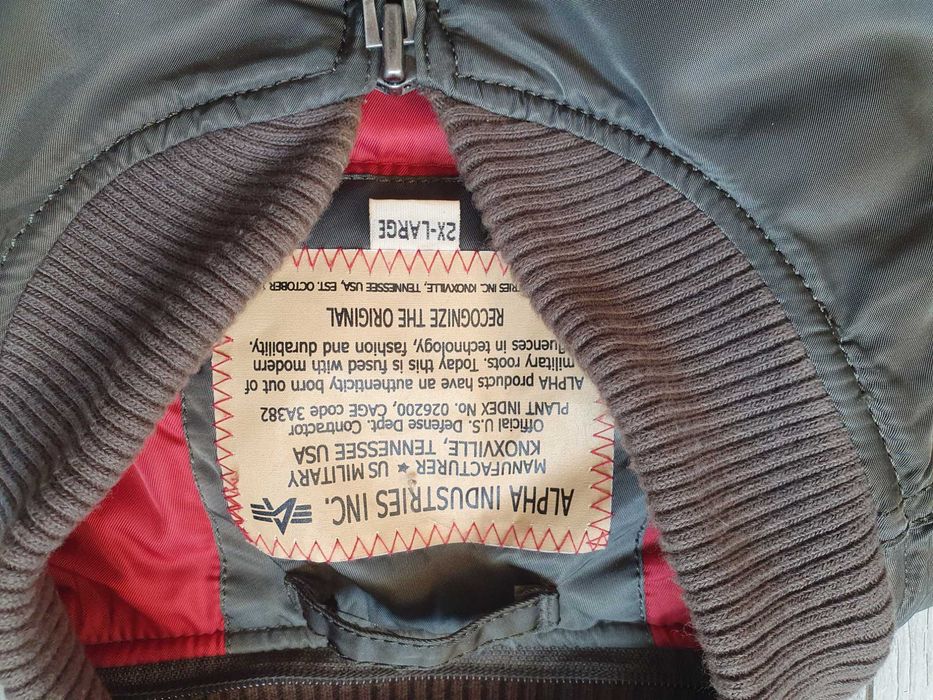 ALPHA INDUSTRIES INC.
MANUFACTURER ★ US MILITARY
KNOXVILLE, TENNESSEE USA
Official U.S. Defense Dept. Contractor
PLANT INDEX No. 026200, CAGE code 3A382
ALPHA products have an authenticity born out of
military roots. Today this is fused with modern
fluences in technology, fashion and durability.
RECOGNIZE THE ORIGINAL
RIES INC. KNOXVILLE, TENNESSEE USA, EST. OCTOBER
2X-LARGE